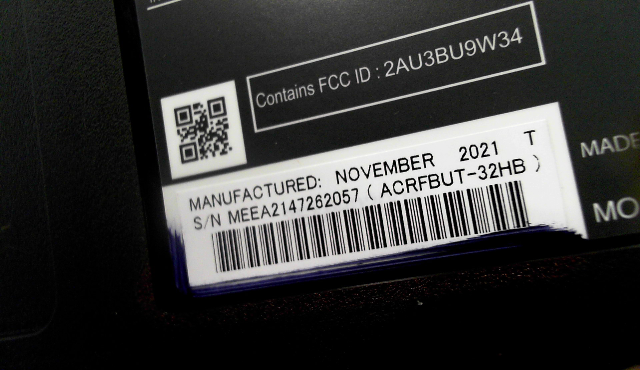 Contains FCC ID : 2AU3BU9W34
MANUFACTURED: NOVEMBER 2021 T
S/N MEEA2147262057 ( ACRFBUT-32HB )
MADE
MO